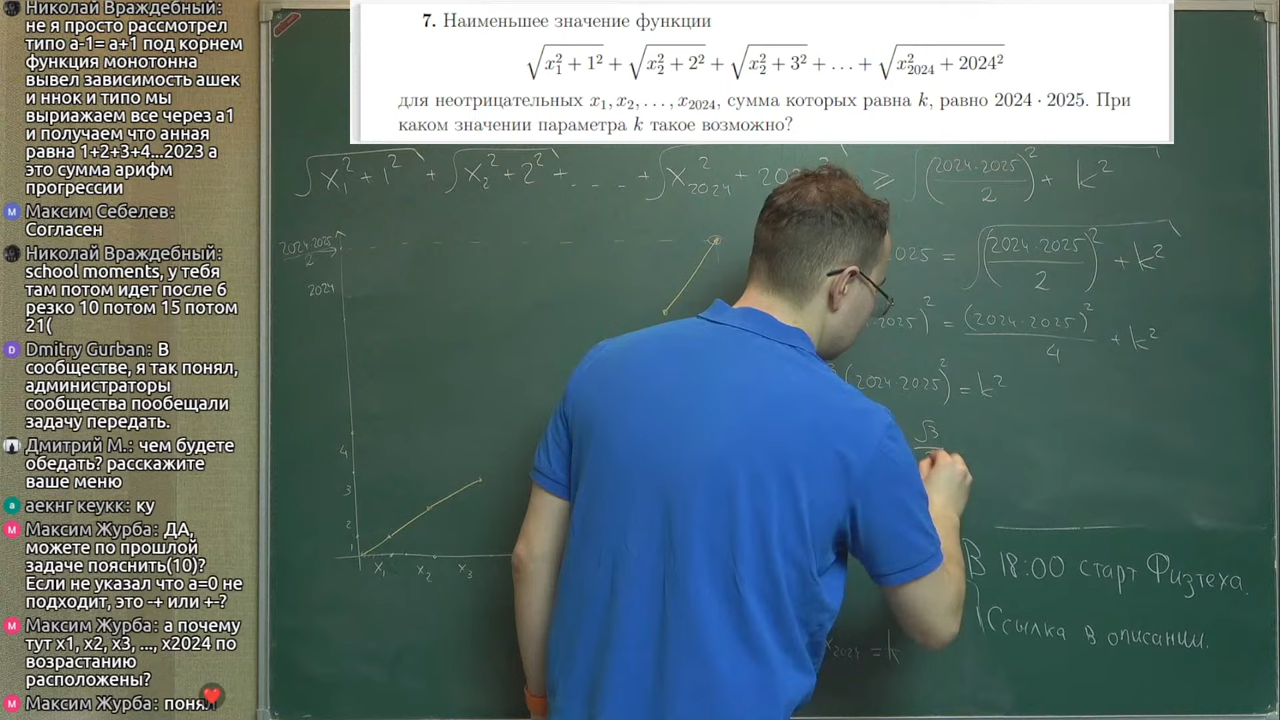 Николай Враждебный:
не я просто рассмотрел
типо а-1= а+1 под корнем
функция монотонна
вывел зависимость ашек
и ннок и типо мы
выриажаем все через а1
и получаем что анная
равна 1+2+3+4...2023 а
это сумма арифм
прогрессии
Максим Себелев:
Согласен
Николай Враждебный:
school moments, у тебя
там потом идет после 6
резко 10 потом 15 потом
21(
Dmitry Gurban: В
сообществе, я так понял,
администраторы
сообщества пообещали
задачу передать.
Дмитрий М.: чем будете
обедать? расскажите
ваше меню
аекнг кеукк: ку
Максим Журба: ДА,
можете по прошлой
задаче пояснить(10)?
Если не указал что а=0 не
подходит, это -+ или +-?
Максим Журба: а почему
тут х1, х2, х3, ..., х2024 по
возрастанию
расположены?
Максим Журба: понял
7. Наименьшее значение функции
√(x₁² + 1²) + √(x₂² + 2²) + √(x₂² + 3²) + . . . + √(x₂₀₂₄² + 2024²)
для неотрицательных x₁, x₂, . . . , x₂₀₂₄, сумма которых равна k, равно 2024 · 2025. При
каком значении параметра k такое возможно?
√(x₁² + 1²) + √(x₂² + 2²) + . . . . + √(x₂₀₂₄² + 202 ²) ⩾ √((2024·2025/2)² + k²)
2024·2025/2
2024
4
3
2
1
x₁ x₂ x₃
025 = √((2024·2025/2)² + k²)
2025)² = (2024·2025)²/4 + k²
(2024·2025)² = k²
√3
x₂₀₂₄ = k
В 18:00 старт Физтеха.
Ссылка в описании.